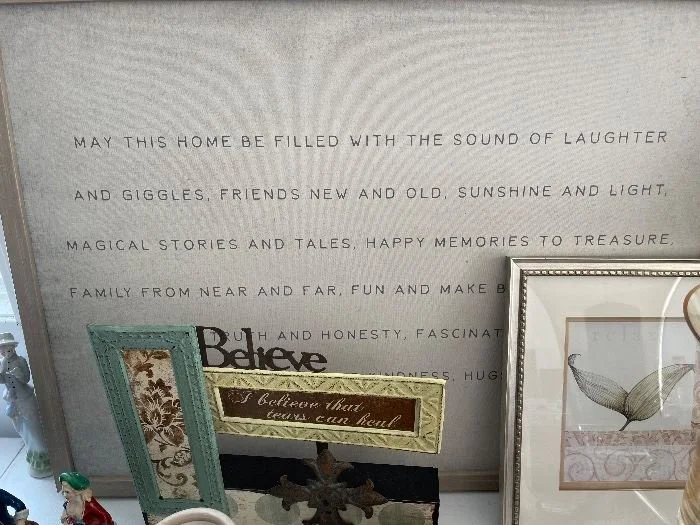 MAY THIS HOME BE FILLED WITH THE SOUND OF LAUGHTER
AND GIGGLES, FRIENDS NEW AND OLD, SUNSHINE AND LIGHT,
MAGICAL STORIES AND TALES, HAPPY MEMORIES TO TREASURE,
FAMILY FROM NEAR AND FAR, FUN AND MAKE
AND HONESTY,
HUGS
Believe
I believe that
tears can heal
relax